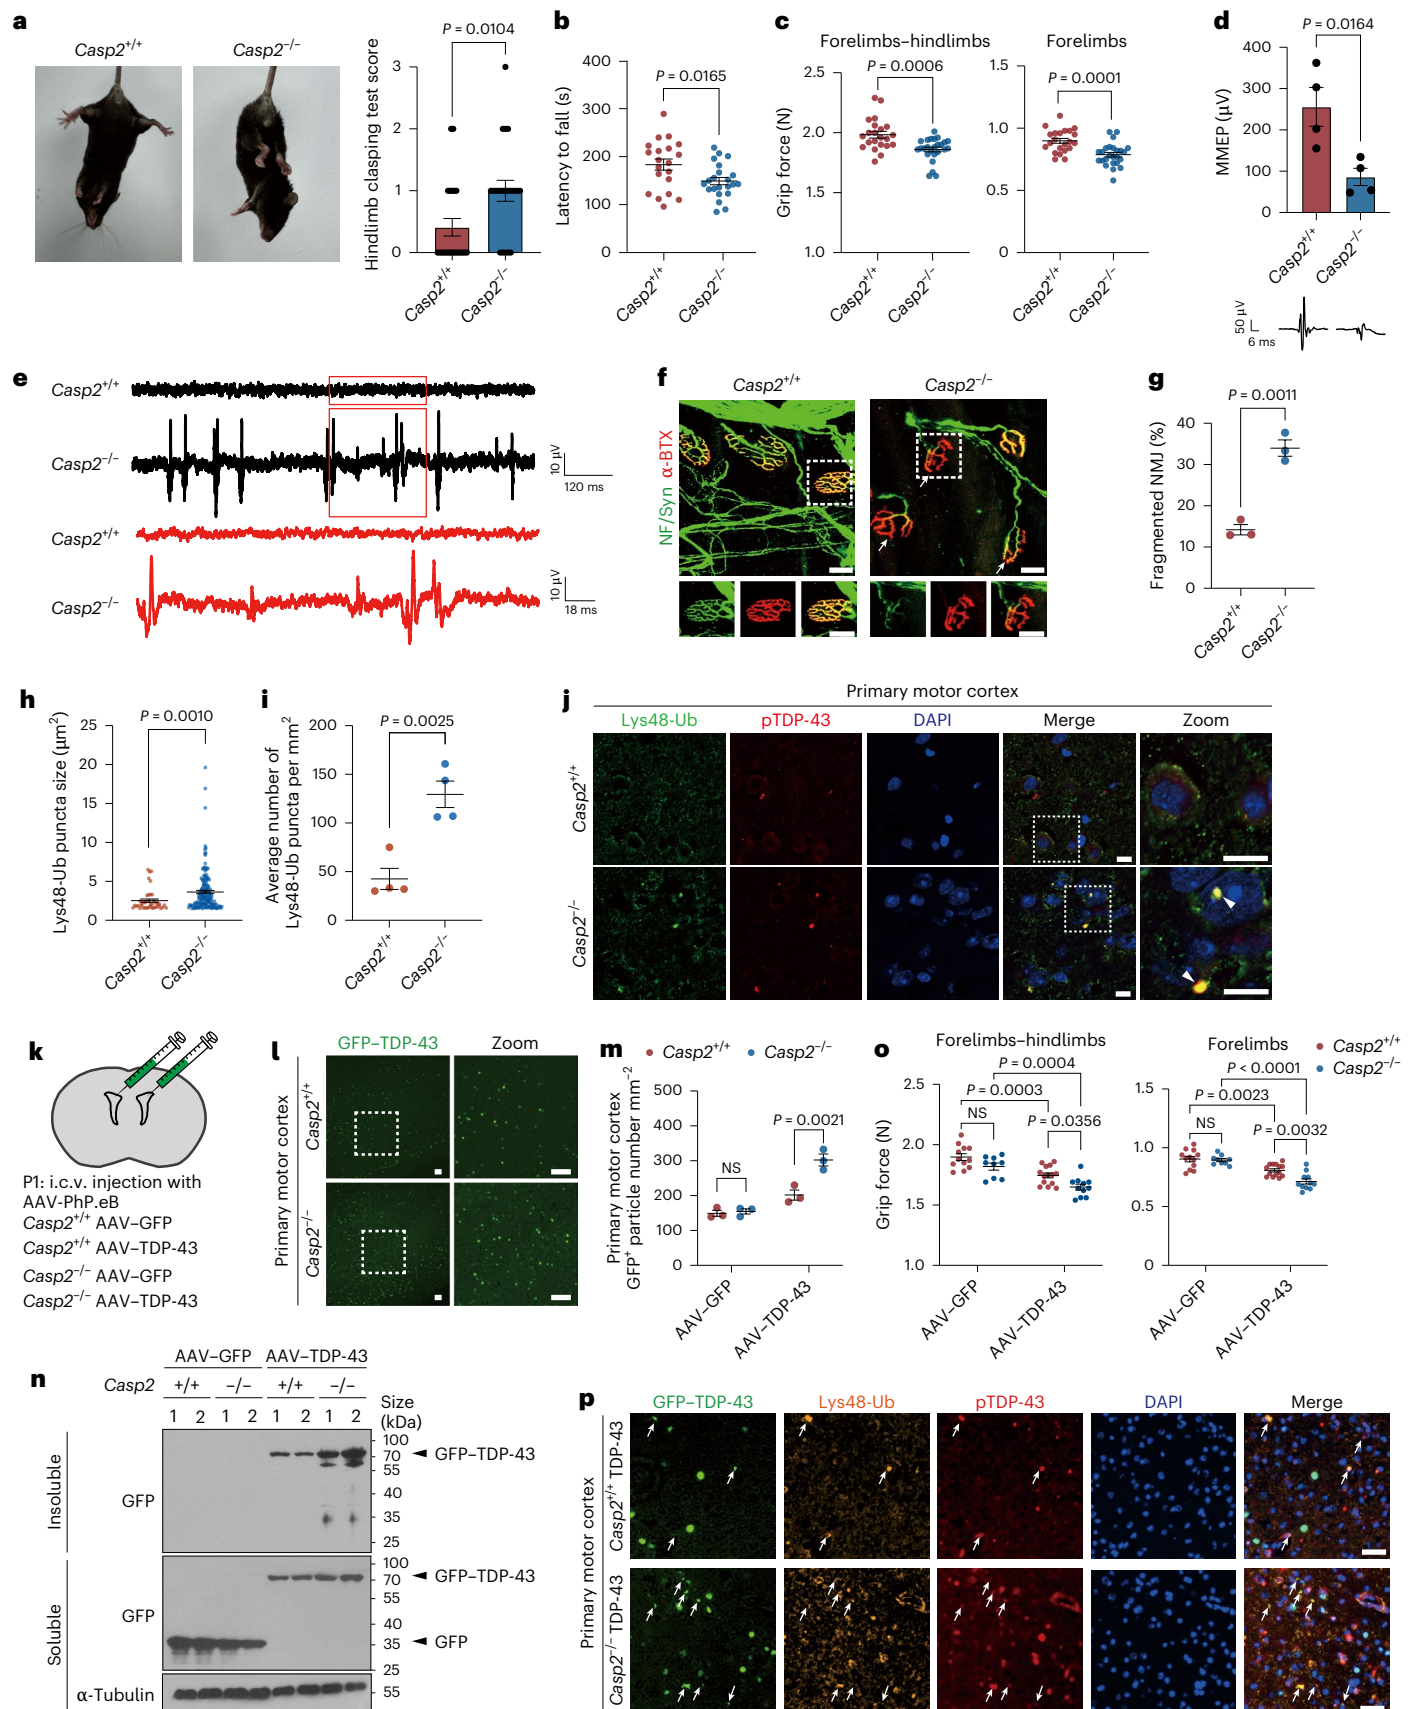 a
Casp2+/+
Casp2−/−
Hindlimb clasping test score
3
2
1
0
P = 0.0104
Casp2+/+
Casp2−/−
b
Latency to fall (s)
400
300
200
100
0
P = 0.0165
Casp2+/+
Casp2−/−
c
Forelimbs–hindlimbs
Grip force (N)
2.5
2.0
1.5
1.0
P = 0.0006
Casp2+/+
Casp2−/−
Forelimbs
1.5
1.0
0.5
0
P = 0.0001
Casp2+/+
Casp2−/−
d
MMEP (µV)
400
300
200
100
0
P = 0.0164
Casp2+/+
Casp2−/−
50 µV
6 ms
e
Casp2+/+
Casp2−/−
10 µV
120 ms
Casp2+/+
Casp2−/−
10 µV
18 ms
f
Casp2+/+
Casp2−/−
NF/Syn α-BTX
g
Fragmented NMJ (%)
40
30
20
10
0
P = 0.0011
Casp2+/+
Casp2−/−
h
Lys48-Ub puncta size (µm2)
25
20
15
10
5
0
P = 0.0010
Casp2+/+
Casp2−/−
i
Average number of
Lys48-Ub puncta per mm2
200
150
100
50
0
P = 0.0025
Casp2+/+
Casp2−/−
j
Primary motor cortex
Lys48-Ub
pTDP-43
DAPI
Merge
Zoom
Casp2+/+
Casp2−/−
k
P1: i.c.v. injection with
AAV-PhP.eB
Casp2+/+ AAV–GFP
Casp2+/+ AAV–TDP-43
Casp2−/− AAV–GFP
Casp2−/− AAV–TDP-43
l
GFP–TDP-43
Zoom
Primary motor cortex
Casp2+/+
Casp2−/−
m
Casp2+/+
Casp2−/−
Primary motor cortex
GFP+ particle number mm−2
500
400
300
200
100
0
NS
P = 0.0021
AAV–GFP
AAV–TDP-43
o
Forelimbs–hindlimbs
Grip force (N)
2.5
2.0
1.5
1.0
P = 0.0004
P = 0.0003
NS
P = 0.0356
AAV–GFP
AAV–TDP-43
Forelimbs
Casp2+/+
Casp2−/−
1.5
1.0
0.5
0
P < 0.0001
P = 0.0023
NS
P = 0.0032
AAV–GFP
AAV–TDP-43
n
AAV–GFP
AAV–TDP-43
Casp2
+/+
−/−
+/+
−/−
Size
(kDa)
1
2
1
2
1
2
1
2
Insoluble
GFP
100
70
55
40
35
25
GFP–TDP-43
Soluble
GFP
100
70
55
40
35
25
GFP–TDP-43
GFP
α-Tubulin
55
p
GFP–TDP-43
Lys48-Ub
pTDP-43
DAPI
Merge
Primary motor cortex
Casp2+/+ TDP-43
Casp2−/− TDP-43